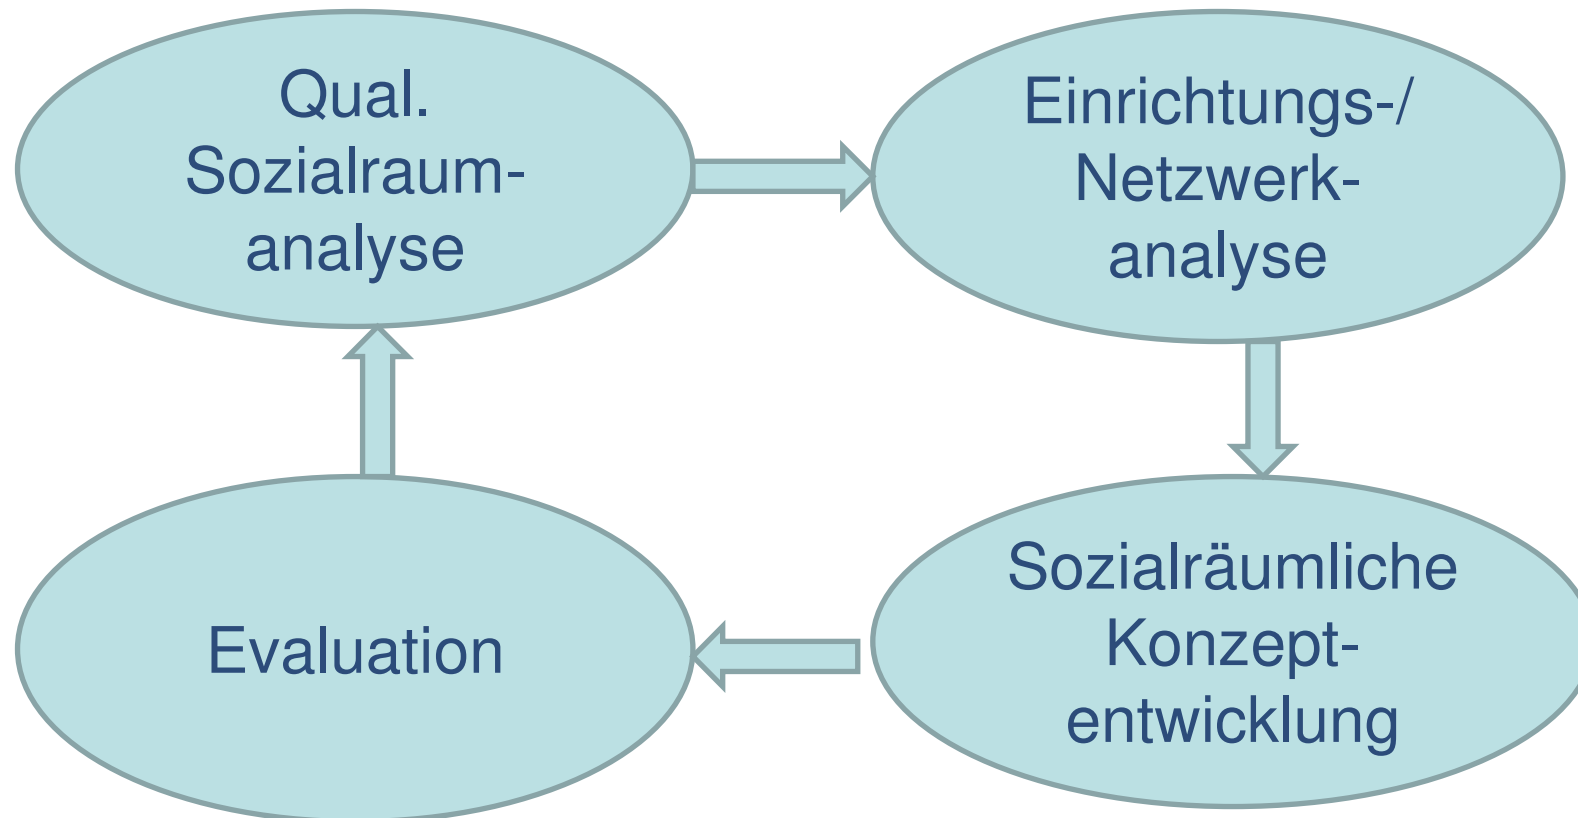 Qual.
Sozialraum-
analyse
Einrichtungs-/
Netzwerk-
analyse
Sozialräumliche
Konzept-
entwicklung
Evaluation